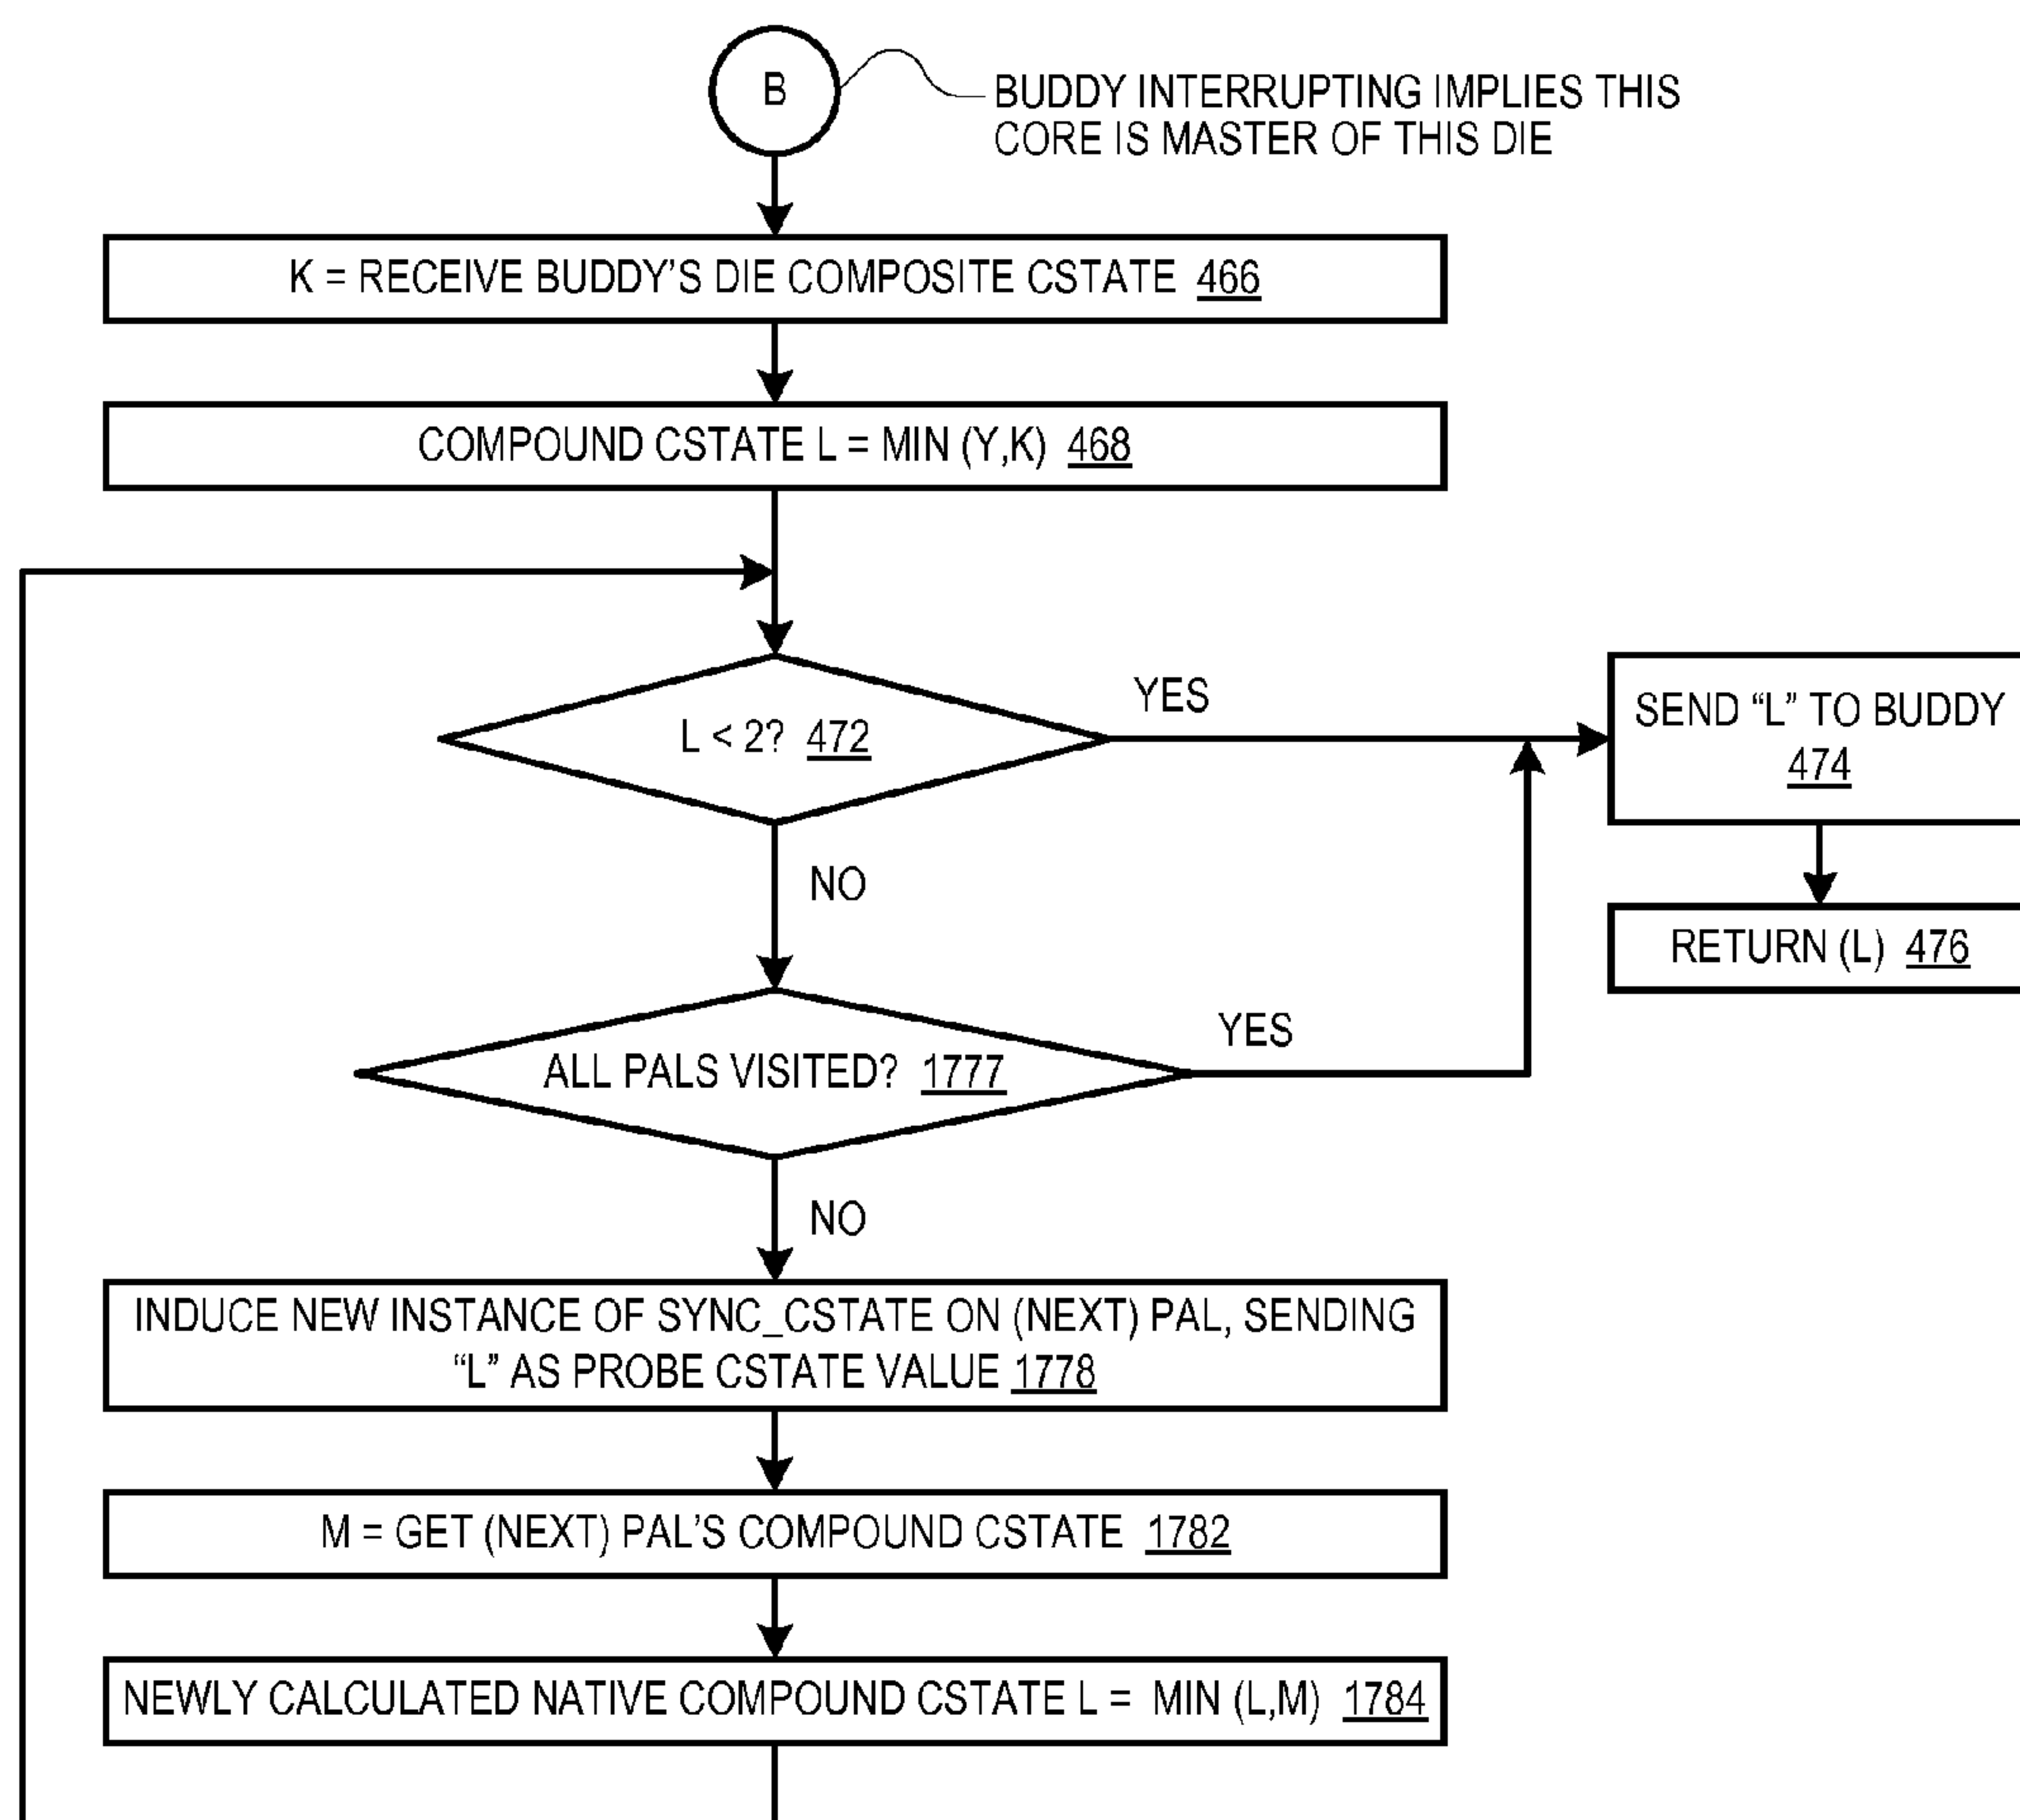 B
BUDDY INTERRUPTING IMPLIES THIS
CORE IS MASTER OF THIS DIE
K = RECEIVE BUDDY'S DIE COMPOSITE CSTATE 466
COMPOUND CSTATE L = MIN (Y,K) 468
L < 2? 472
YES
SEND “L” TO BUDDY
474
NO
RETURN (L) 476
ALL PALS VISITED? 1777
YES
NO
INDUCE NEW INSTANCE OF SYNC_CSTATE ON (NEXT) PAL, SENDING
“L” AS PROBE CSTATE VALUE 1778
M = GET (NEXT) PAL'S COMPOUND CSTATE 1782
NEWLY CALCULATED NATIVE COMPOUND CSTATE L = MIN (L,M) 1784